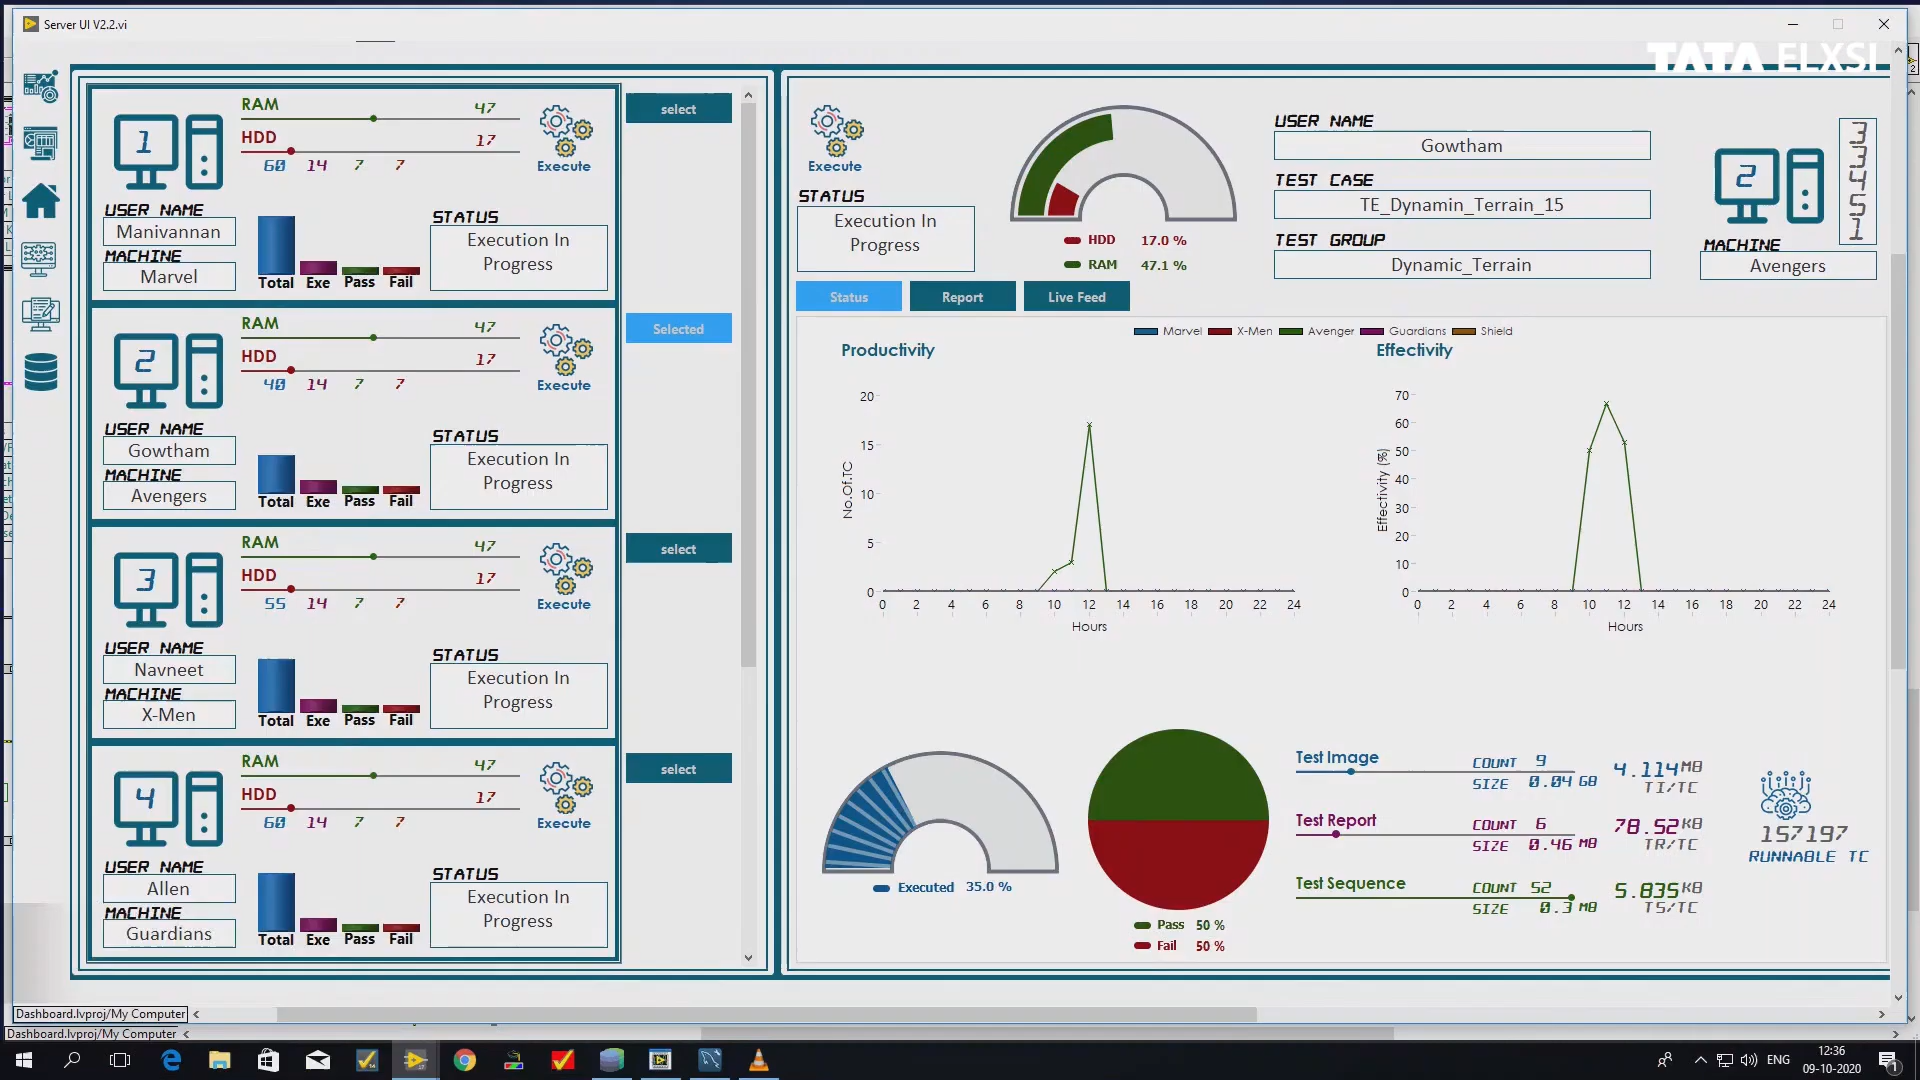 Server UI V2.2.vi
TATA ELXSI
1
RAM 47
HDD 17
60 14 7 7
Execute
select
USER NAME
Manivannan
MACHINE
Marvel
Total Exe Pass Fail
STATUS
Execution In
Progress
2
RAM 47
HDD 17
40 14 7 7
Execute
Selected
USER NAME
Gowtham
MACHINE
Avengers
Total Exe Pass Fail
STATUS
Execution In
Progress
3
RAM 47
HDD 17
55 14 7 7
Execute
select
USER NAME
Navneet
MACHINE
X-Men
Total Exe Pass Fail
STATUS
Execution In
Progress
4
RAM 47
HDD 17
60 14 7 7
Execute
select
USER NAME
Allen
MACHINE
Guardians
Total Exe Pass Fail
STATUS
Execution In
Progress
Execute
STATUS
Execution In
Progress
HDD 17.0 %
RAM 47.1 %
USER NAME
Gowtham
TEST CASE
TE_Dynamin_Terrain_15
TEST GROUP
Dynamic_Terrain
2
MACHINE
Avengers
3
3
4
5
1
Status Report Live Feed
Marvel X-Men Avenger Guardians Shield
Productivity
No.Of.TC
20
15
10
5
0
0 2 4 6 8 10 12 14 16 18 20 22 24
Hours
Effectivity
Effectivity (%)
70
60
50
40
30
20
10
0
0 2 4 6 8 10 12 14 16 18 20 22 24
Hours
Executed 35.0 %
Pass 50 %
Fail 50 %
Test Image COUNT 9 4.114 MB
SIZE 0.04 GB TI/TC
Test Report COUNT 6 78.52 KB
SIZE 0.46 MB TR/TC
Test Sequence COUNT 52 5.835 KB
SIZE 0.3 MB TS/TC
157197
RUNNABLE TC
Dashboard.lvproj/My Computer
Dashboard.lvproj/My Computer
ENG
12:36
09-10-2020
1